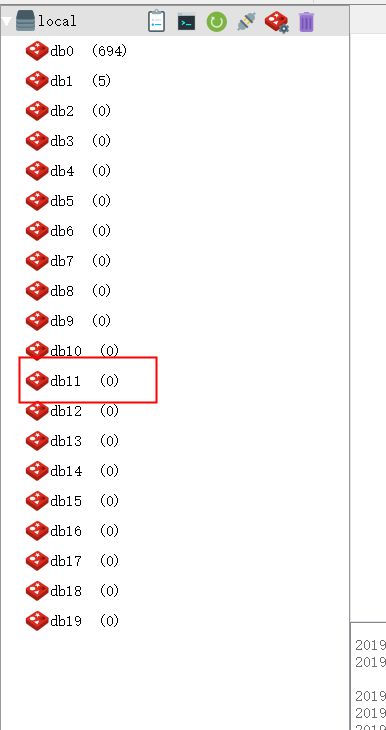 local
db0 (694)
db1 (5)
db2 (0)
db3 (0)
db4 (0)
db5 (0)
db6 (0)
db7 (0)
db8 (0)
db9 (0)
db10 (0)
db11 (0)
db12 (0)
db13 (0)
db14 (0)
db15 (0)
db16 (0)
db17 (0)
db18 (0)
db19 (0)
2019
2019
2019
2019
2019